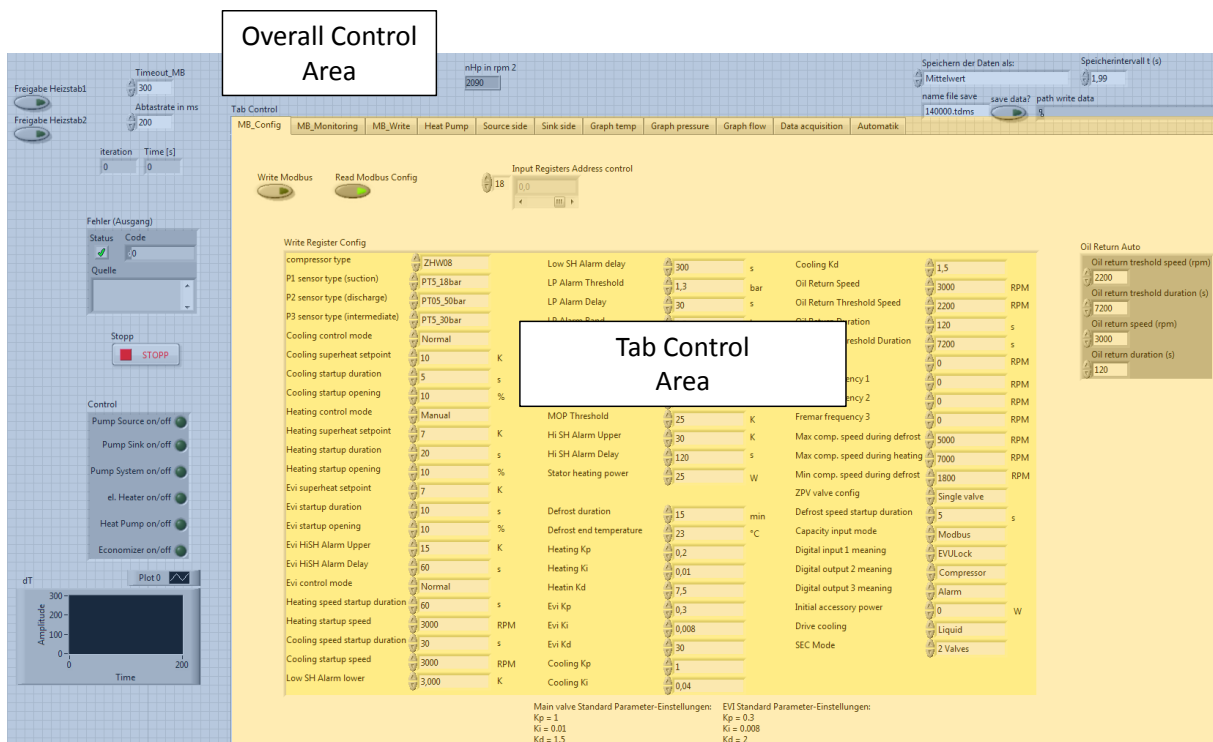 Overall Control
Area
Timeout_MB
300
Freigabe Heizstab1
Abtastrate in ms
200
Freigabe Heizstab2
iteration Time [s]
0 0
nHp in rpm 2
2090
Speichern der Daten als:
Mittelwert
Speicherintervall t (s)
1,99
name file save save data? path write data
140000.tdms
Tab Control
MB_Config MB_Monitoring MB_Write Heat Pump Source side Sink side Graph temp Graph pressure Graph flow Data acquisition Automatik
Write Modbus Read Modbus Config
Input Registers Address control
18 0,0
Fehler (Ausgang)
Status Code
0
Quelle
Stopp
STOPP
Control
Pump Source on/off
Pump Sink on/off
Pump System on/off
el. Heater on/off
Heat Pump on/off
Economizer on/off
dT Plot 0
Amplitude
300
200
100
0
0 200
Time
Write Register Config
compressor type ZHW08
P1 sensor type (suction) PT5_18bar
P2 sensor type (discharge) PT05_50bar
P3 sensor type (intermediate) PT5_30bar
Cooling control mode Normal
Cooling superheat setpoint 10 K
Cooling startup duration 5 s
Cooling startup opening 10 %
Heating control mode Manual
Heating superheat setpoint 7 K
Heating startup duration 20 s
Heating startup opening 10 %
Evi superheat setpoint 7 K
Evi startup duration 10 s
Evi startup opening 10 %
Evi HiSH Alarm Upper 15 K
Evi HiSH Alarm Delay 60 s
Evi control mode Normal
Heating speed startup duration 60 s
Heating startup speed 3000 RPM
Cooling speed startup duration 30 s
Cooling startup speed 3000 RPM
Low SH Alarm lower 3,000 K
Low SH Alarm delay 300 s
LP Alarm Threshold 1,3 bar
LP Alarm Delay 30 s
Tab Control
Area
MOP Threshold 25 K
Hi SH Alarm Upper 30 K
Hi SH Alarm Delay 120 s
Stator heating power 25 W
Defrost duration 15 min
Defrost end temperature 23 °C
Heating Kp 0,2
Heating Ki 0,01
Heatin Kd 7,5
Evi Kp 0,3
Evi Ki 0,008
Evi Kd 30
Cooling Kp 1
Cooling Ki 0,04
Cooling Kd 1,5
Oil Return Speed 3000 RPM
Oil Return Threshold Speed 2200 RPM
120 s
Duration 7200 s
0 RPM
1 0 RPM
2 0 RPM
Fremar frequency 3 0 RPM
Max comp. speed during defrost 5000 RPM
Max comp. speed during heating 7000 RPM
Min comp. speed during defrost 1800 RPM
ZPV valve config Single valve
Defrost speed startup duration 5 s
Capacity input mode Modbus
Digital input 1 meaning EVULock
Digital output 2 meaning Compressor
Digital output 3 meaning Alarm
Initial accessory power 0 W
Drive cooling Liquid
SEC Mode 2 Valves
Oil Return Auto
Oil return treshold speed (rpm)
2200
Oil return treshold duration (s)
7200
Oil return speed (rpm)
3000
Oil return duration (s)
120
Main valve Standard Parameter-Einstellungen:
Kp = 1
Ki = 0.01
Kd = 1.5
EVI Standard Parameter-Einstellungen:
Kp = 0.3
Ki = 0.008
Kd = 2